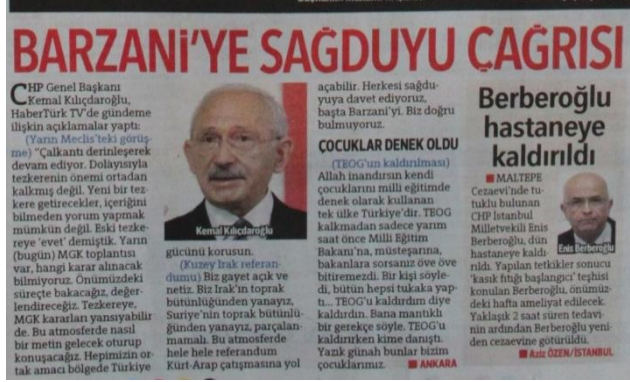 BARZANİ'YE SAĞDUYU ÇAĞRISI
CHP Genel Başkanı
Kemal Kılıçdaroğlu,
HaberTürk TV'de gündeme
ilişkin açıklamalar yaptı:
(Yarın Meclis'teki görüş-
me) "Çalkantı derinleşerek
devam ediyor. Dolayısıyla
tezkerenin önemi ortadan
kalkmış değil. Yeni bir tez-
kere getirecekler, içeriğini
bilmeden yorum yapmak
mümkün değil. Eski tezke-
reye 'evet' demiştik. Yarın
(bugün) MGK toplantısı
var, hangi karar alınacak
bilmiyoruz. Önümüzdeki
süreçte bakacağız, değer-
lendireceğiz. Tezkereye,
MGK kararları yansıyabilir
de. Bu atmosferde nasıl
bir metin gelecek oturup
konuşacağız. Hepimizin or-
tak amacı bölgede Türkiye
Kemal Kılıçdaroğlu
gücünü korusun.
(Kuzey Irak referan-
dumu) Biz gayet açık ve
netiz. Biz Irak'ın toprak
bütünlüğünden yanayız,
Suriye'nin toprak bütünlü-
ğünden yanayız, parçalan-
mamalı. Bu atmosferde
hele hele referandum
Kürt-Arap çatışmasına yol
açabilir. Herkesi sağdu-
yuya davet ediyoruz,
başta Barzani'yi. Biz doğru
bulmuyoruz.
ÇOCUKLAR DENEK OLDU
(TEOG'un kaldırılması)
Allah inandırsın kendi
çocuklarını milli eğitimde
denek olarak kullanan
tek ülke Türkiye'dir. TEOG
kalkmadan sadece yarım
saat önce Milli Eğitim
Bakanı'na, müsteşarına,
bakanlara sorsanız öve öve
bitiremezdi. Bir kişi söyle-
di, bütün hepsi tukaka yap-
tı... TEOG'u kaldırdım diye
kaldırdım. Bana mantıklı
bir gerekçe söyle. TEOG'u
kaldırırken kime danıştı.
Yazık günah bunlar bizim
çocuklarımız. ■ ANKARA
Berberoğlu
hastaneye
kaldırıldı
■ MALTEPE
Cezaevi'nde tu-
tuklu bulunan
CHP İstanbul
Milletvekili Enis
Berberoğlu, dün
hastaneye kaldı-
Enis Berberoğlu
rıldı. Yapılan tetkikler sonucu
'kasık fıtığı başlangıcı' teşhisi
konulan Berberoğlu, önümüz-
deki hafta ameliyat edilecek.
Yaklaşık 2 saat süren tedavi-
nin ardından Berberoğlu yeni-
den cezaevine götürüldü.
■ Aziz ÖZEN/İSTANBUL